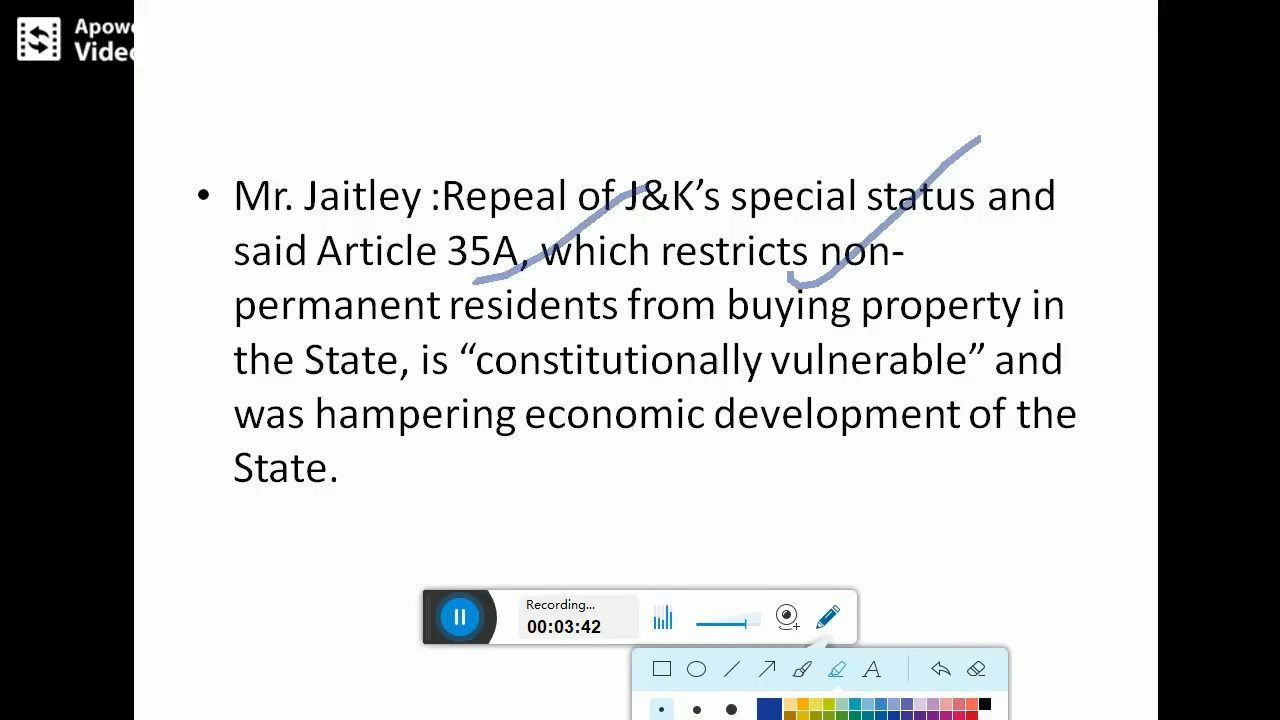 Apowe
Video
• Mr. Jaitley :Repeal of J&K’s special status and
said Article 35A, which restricts non-
permanent residents from buying property in
the State, is “constitutionally vulnerable” and
was hampering economic development of the
State.
Recording...
00:03:42
A